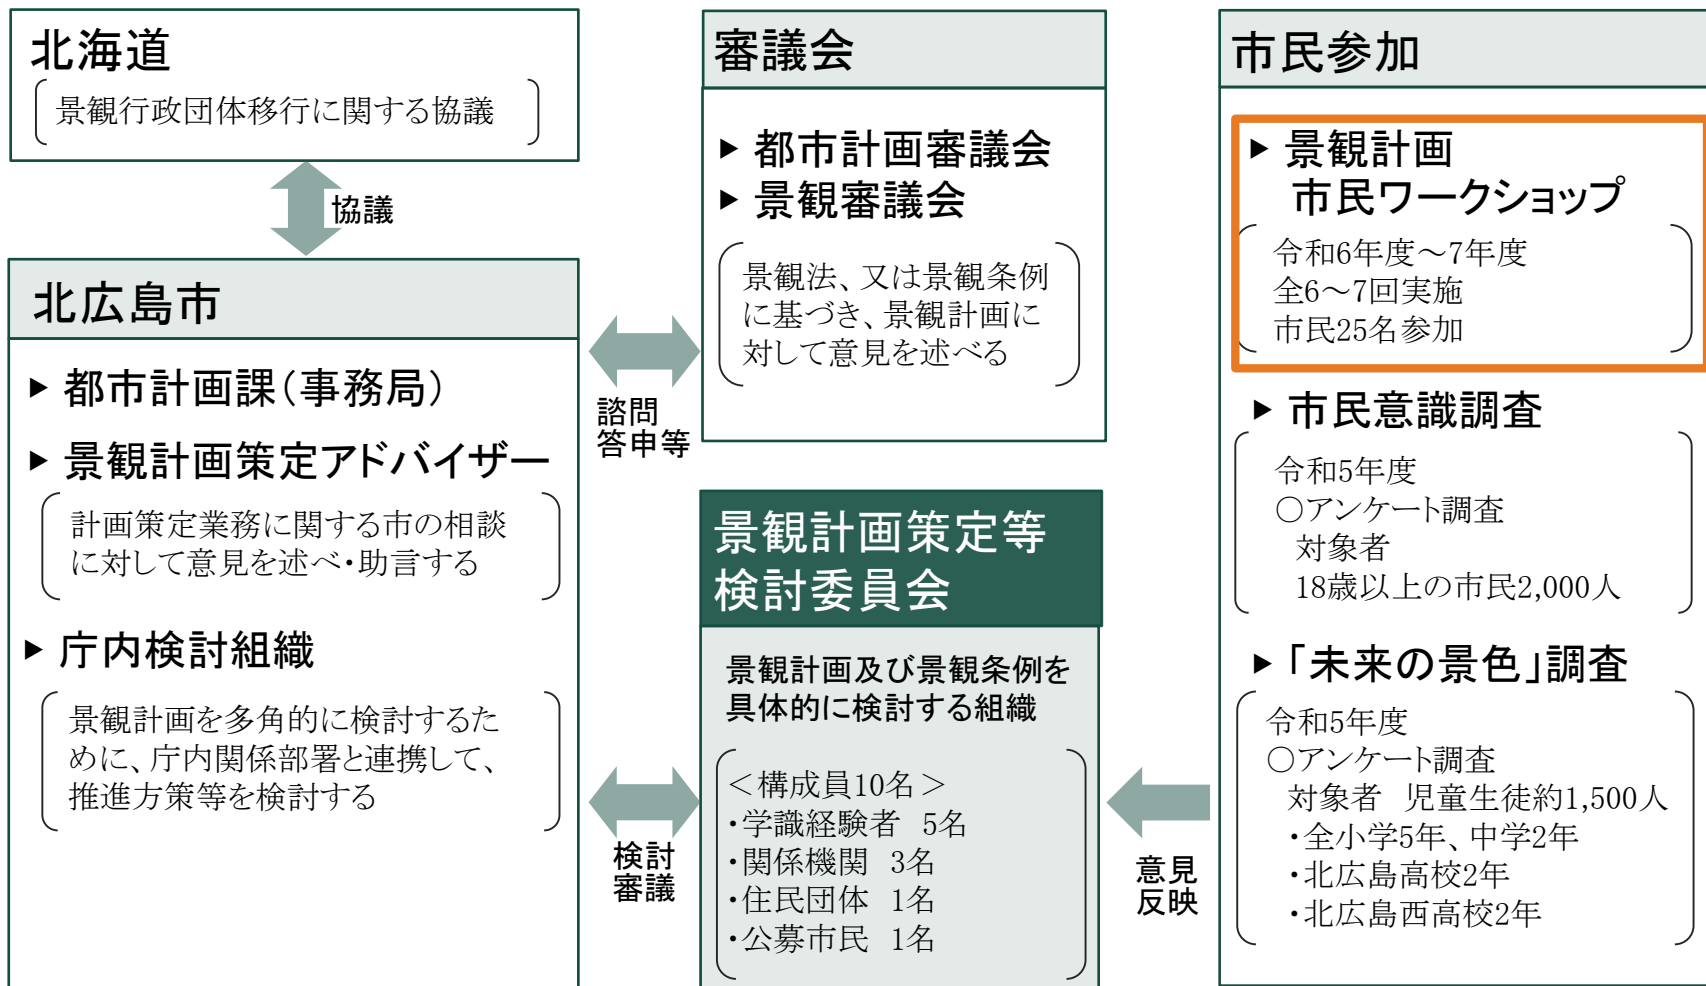 北海道
景観行政団体移行に関する協議
協議
北広島市
▶ 都市計画課(事務局)
▶ 景観計画策定アドバイザー
計画策定業務に関する市の相談
に対して意見を述べ・助言する
▶ 庁内検討組織
景観計画を多角的に検討するた
めに、庁内関係部署と連携して、
推進方策等を検討する
諮問
答申等
検討
審議
審議会
▶ 都市計画審議会
▶ 景観審議会
景観法、又は景観条例
に基づき、景観計画に
対して意見を述べる
景観計画策定等
検討委員会
景観計画及び景観条例を
具体的に検討する組織
<構成員10名>
・学識経験者 5名
・関係機関 3名
・住民団体 1名
・公募市民 1名
意見
反映
市民参加
▶ 景観計画
市民ワークショップ
令和6年度~7年度
全6~7回実施
市民25名参加
▶ 市民意識調査
令和5年度
○アンケート調査
対象者
18歳以上の市民2,000人
▶「未来の景色」調査
令和5年度
○アンケート調査
対象者 児童生徒約1,500人
・全小学5年、中学2年
・北広島高校2年
・北広島西高校2年